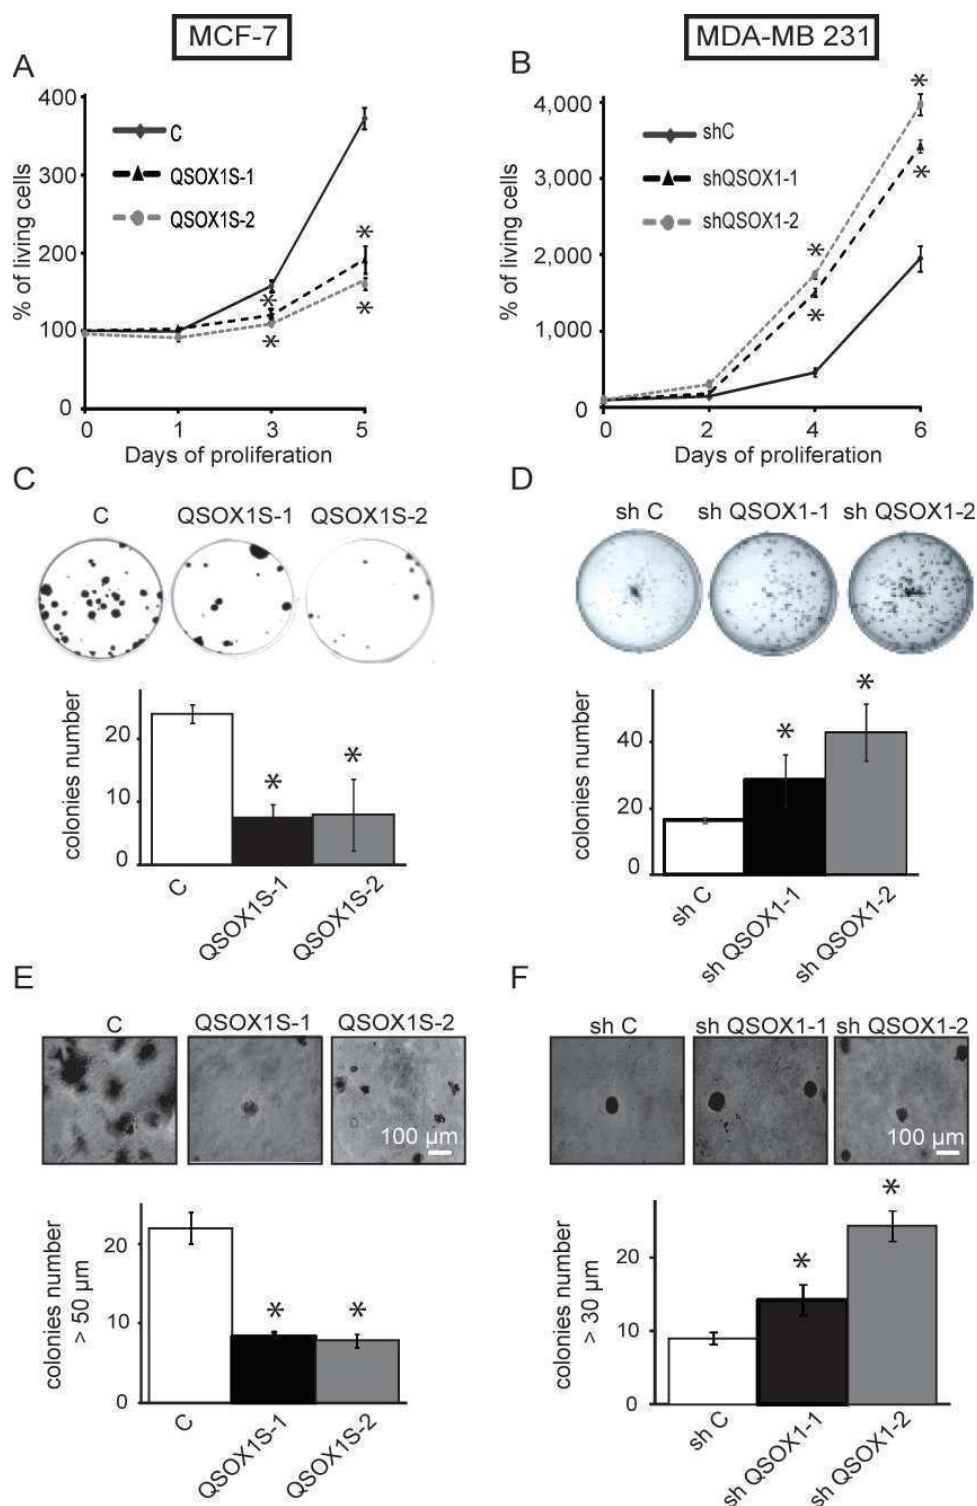 MCF-7
MDA-MB 231
A
% of living cells
400
300
200
100
0
C
QSOX1S-1
QSOX1S-2
*
*
*
*
0 1 3 5
Days of proliferation
B
% of living cells
4,000
3,000
2,000
1,000
0
shC
shQSOX1-1
shQSOX1-2
*
*
*
*
0 2 4 6
Days of proliferation
C
C QSOX1S-1 QSOX1S-2
colonies number
20
10
0
* *
C
QSOX1S-1
QSOX1S-2
D
sh C sh QSOX1-1 sh QSOX1-2
colonies number
40
20
0
* *
sh C
sh QSOX1-1
sh QSOX1-2
E
C QSOX1S-1 QSOX1S-2
100 µm
colonies number
> 50 µm
20
10
0
* *
C
QSOX1S-1
QSOX1S-2
F
sh C sh QSOX1-1 sh QSOX1-2
100 µm
colonies number
> 30 µm
20
10
0
* *
sh C
sh QSOX1-1
sh QSOX1-2